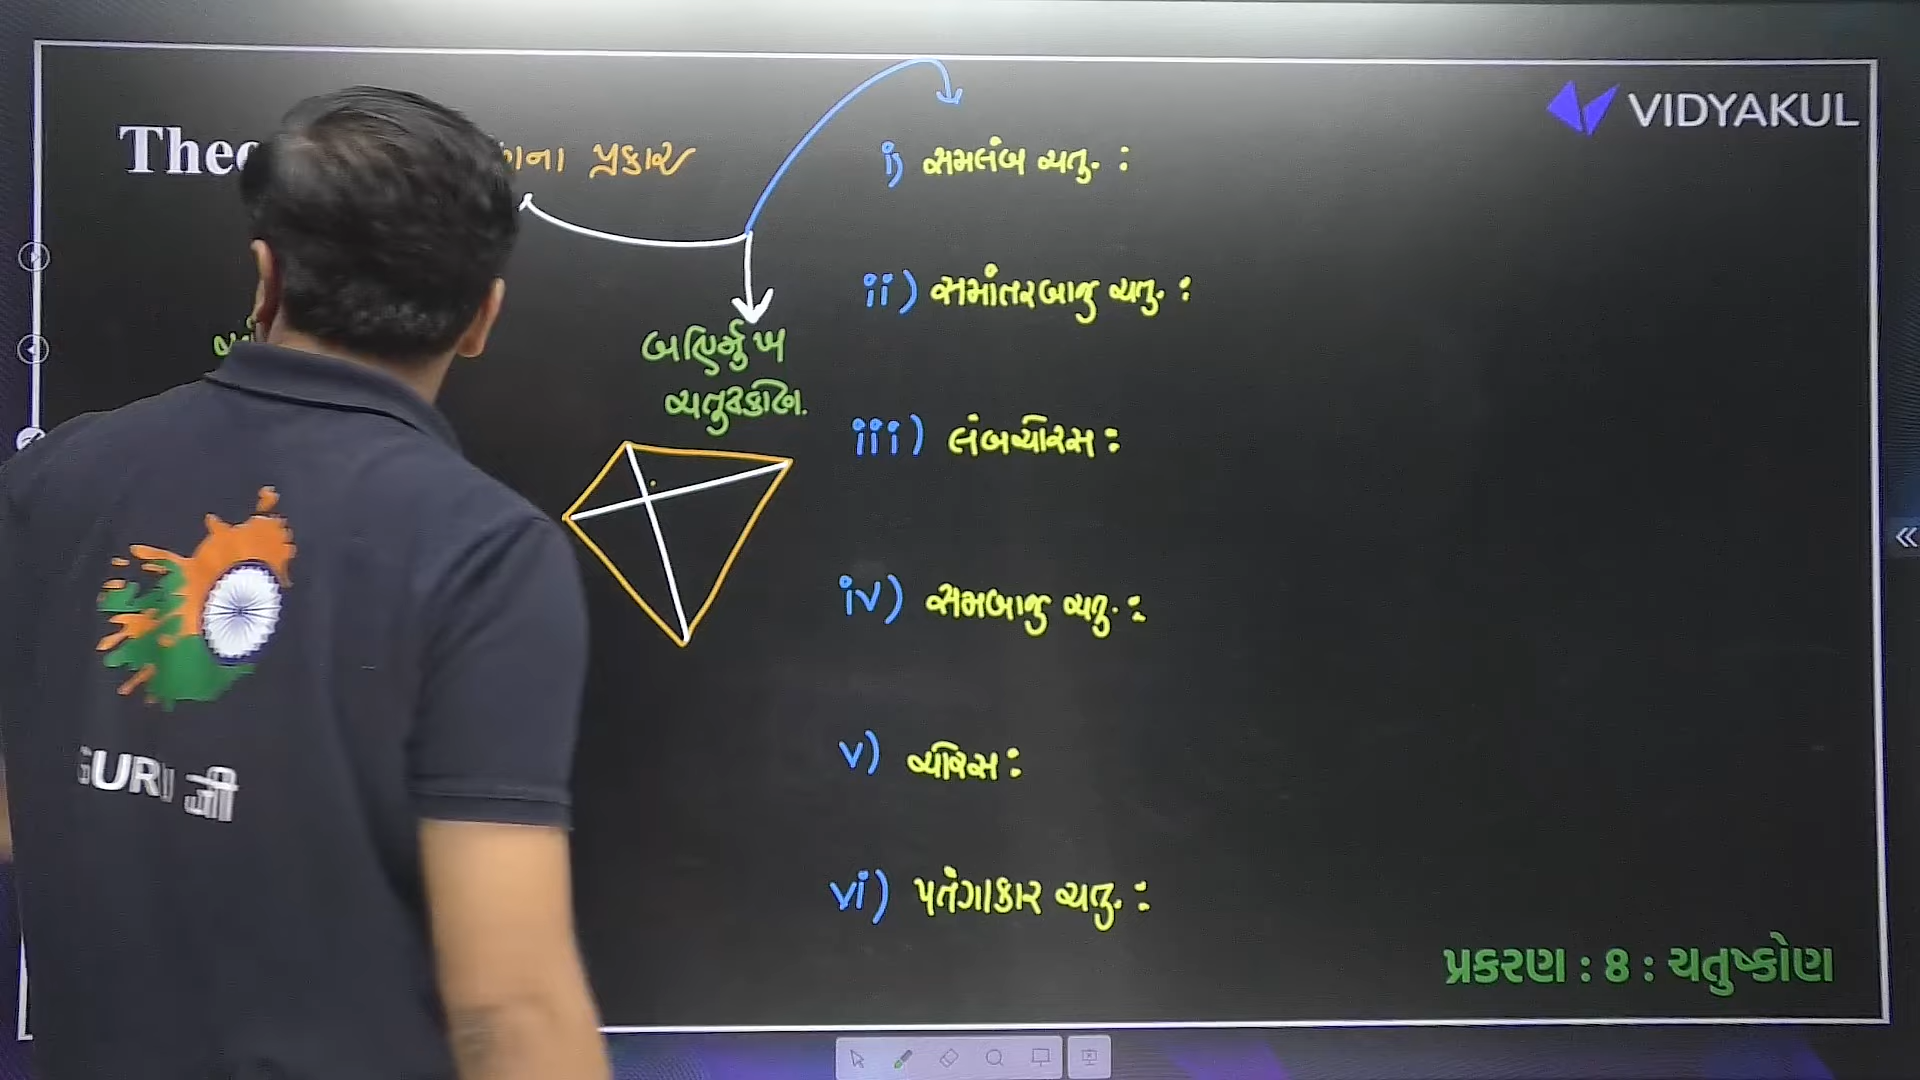 VIDYAKUL
પ્રકાર
i) સમલંબ ચતુ. :
ii) સમાંતરબાજુ ચતુ. :
બહિર્મુખ
ચતુષ્કોણ.
iii) લંબચોરસ :
iv) સમબાજુ ચતુ. :
v) ચોરસ :
vi) પતંગાકાર ચતુ. :
GURU जी
પ્રકરણ : 8 : ચતુષ્કોણ